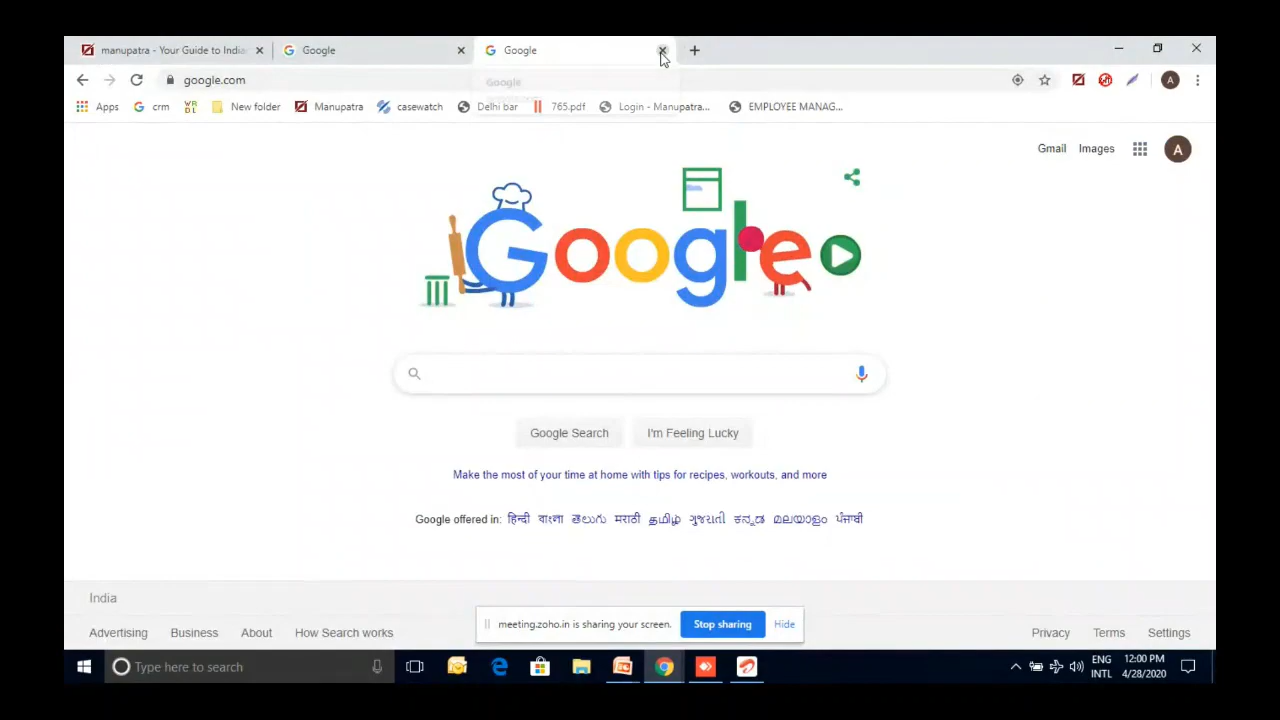 manupatra - Your Guide to India
Google
Google
google.com
Google
Apps
crm
New folder
Manupatra
casewatch
Delhi bar
765.pdf
Login - Manupatra...
EMPLOYEE MANAG...
Gmail
Images
A
A
Google
Google Search
I'm Feeling Lucky
Make the most of your time at home with tips for recipes, workouts, and more
Google offered in: हिन्दी বাংলা తెలుగు मराठी தமிழ் ગુજરાતી ಕನ್ನಡ മലയാളം ਪੰਜਾਬੀ
India
meeting.zoho.in is sharing your screen.
Stop sharing
Hide
Advertising
Business
About
How Search works
Privacy
Terms
Settings
Type here to search
ENG
INTL
12:00 PM
4/28/2020